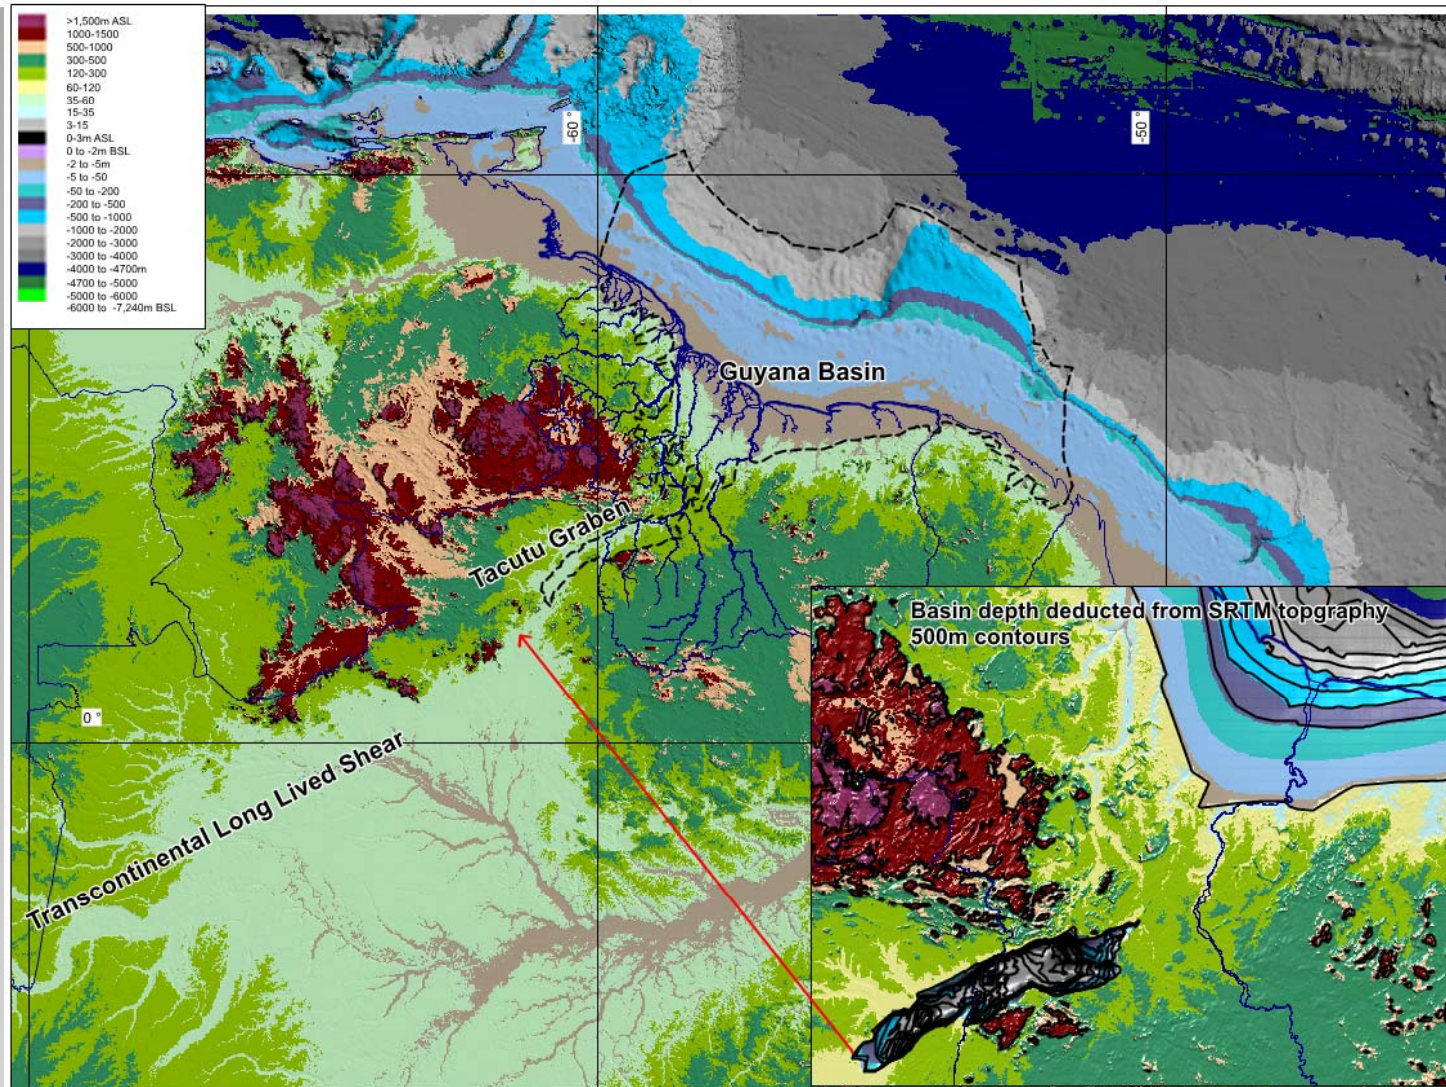 >1,500m ASL
1000-1500
500-1000
300-500
120-300
60-120
35-60
15-35
3-15
0-3m ASL
0 to -2m BSL
-2 to -5m
-5 to -50
-50 to -200
-200 to -500
-500 to -1000
-1000 to -2000
-2000 to -3000
-3000 to -4000
-4000 to -4700m
-4700 to -5000
-5000 to -6000
-6000 to -7,240m BSL
-60 °
-50 °
Guyana Basin
Tacutu Graben
0 °
Transcontinental Long Lived Shear
Basin depth deducted from SRTM topgraphy
500m contours